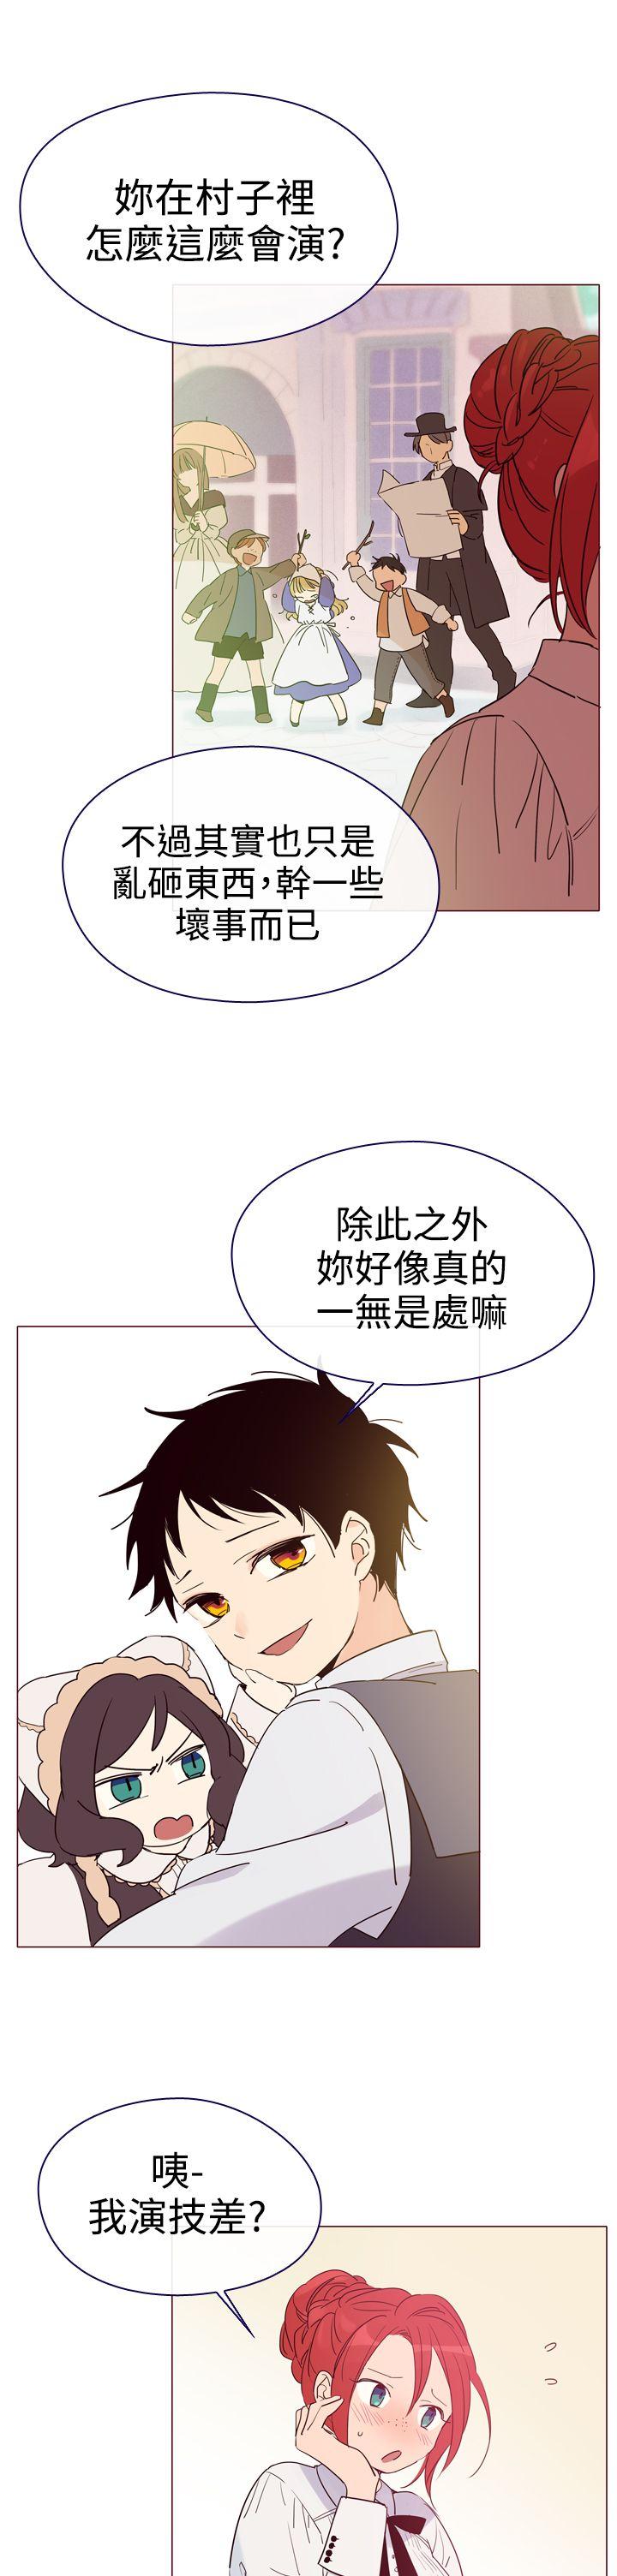 妳在村子裡
怎麼這麼會演?
不過其實也只是
亂砸東西,幹一些
壞事而已
除此之外
妳好像真的
一無是處嘛
咦-
我演技差?